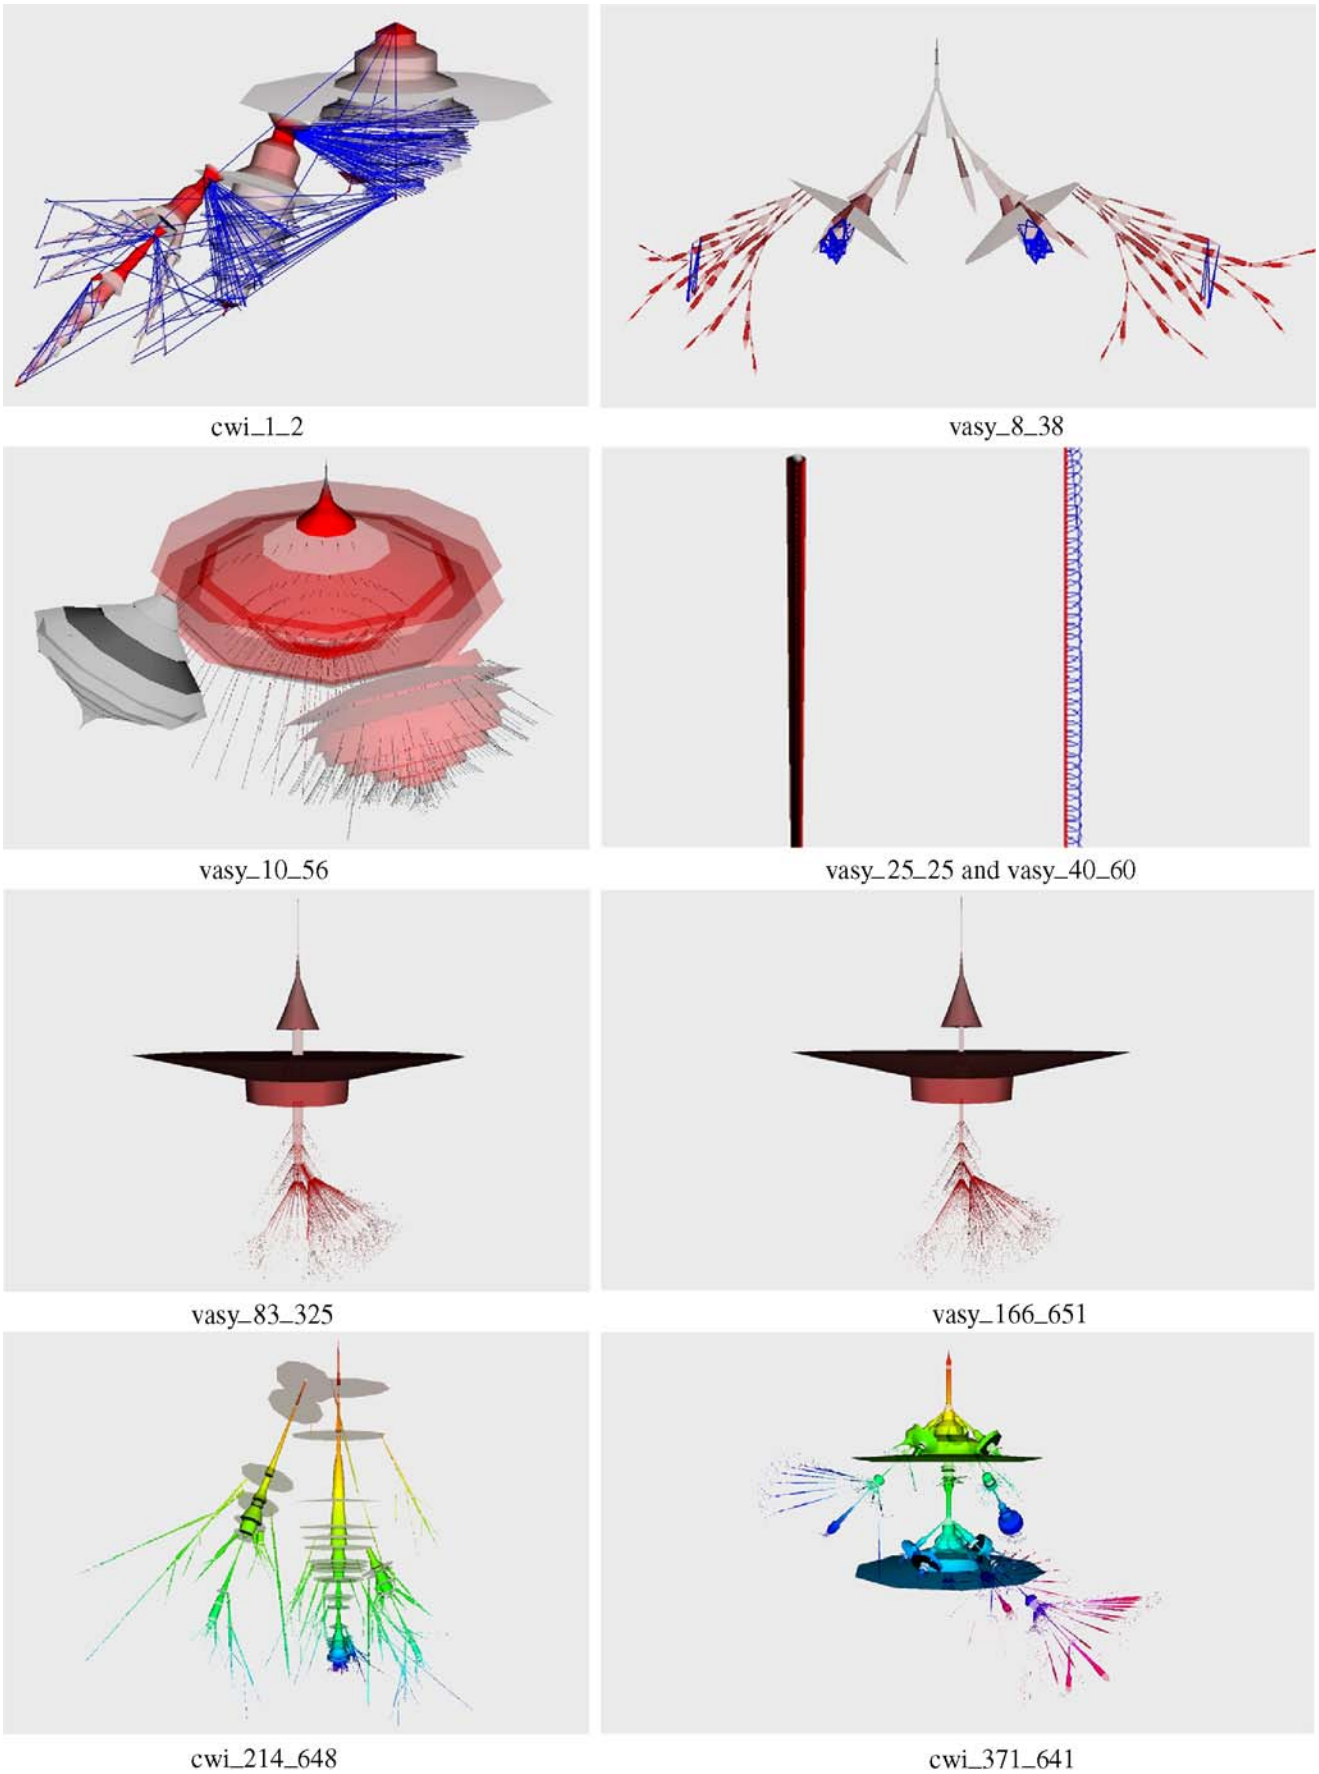 cwi_1_2
vasy_8_38
vasy_10_56
vasy_25_25 and vasy_40_60
vasy_83_325
vasy_166_651
cwi_214_648
cwi_371_641